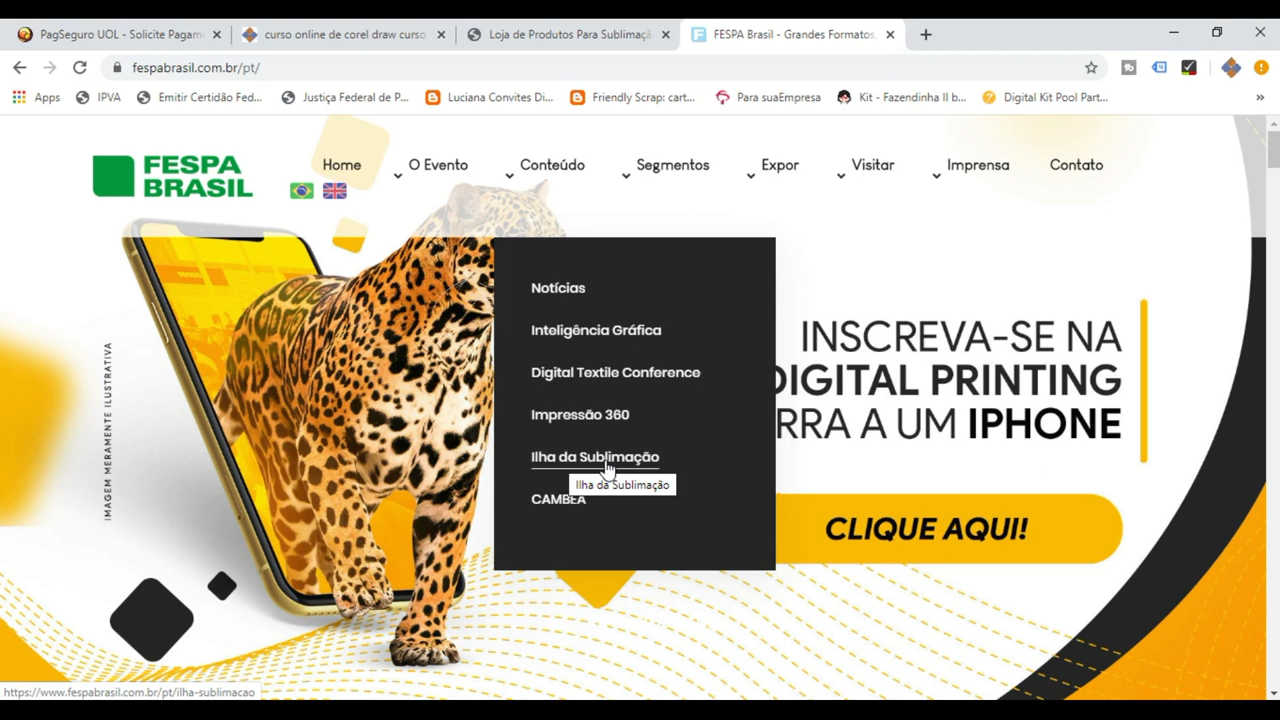 PagSeguro UOL - Solicite Pagam
curso online de corel draw curso
Loja de Produtos Para Sublimaçã
FESPA Brasil - Grandes Formatos,
fespabrasil.com.br/pt/
Apps
IPVA
Emitir Certidão Fed...
Justiça Federal de P...
Luciana Convites Di...
Friendly Scrap: cart...
Para suaEmpresa
Kit - Fazendinha II b...
Digital Kit Pool Part...
»
FESPA
BRASIL
Home
O Evento
Conteúdo
Segmentos
Expor
Visitar
Imprensa
Contato
Notícias
Inteligência Gráfica
Digital Textile Conference
Impressão 360
Ilha da Sublimação
Ilha da Sublimação
CAMBEA
INSCREVA-SE NA
DIGITAL PRINTING
RRA A UM IPHONE
CLIQUE AQUI!
IMAGEM MERAMENTE ILUSTRATIVA
https://www.fespabrasil.com.br/pt/ilha-sublimacao